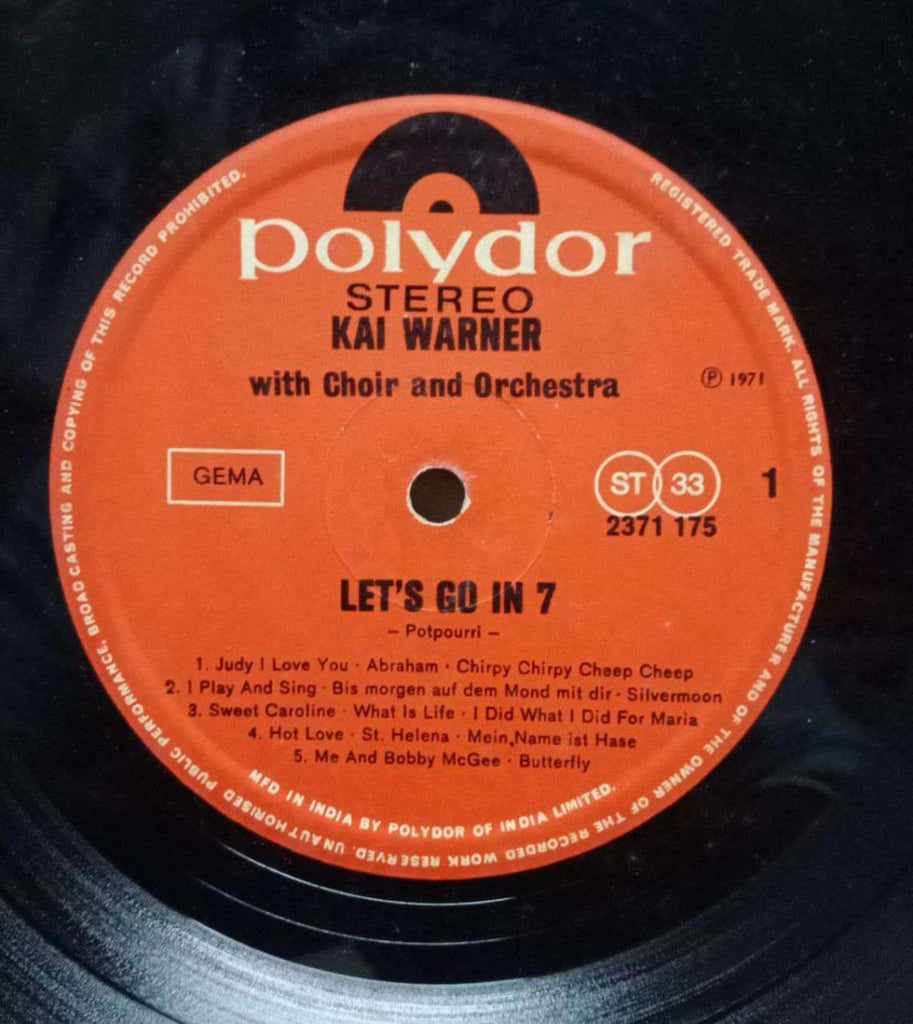 polydor
STEREO
KAI WARNER
with Choir and Orchestra
℗ 1971
GEMA
ST 33
1
2371 175
LET'S GO IN 7
– Potpourri –
1. Judy I Love You · Abraham · Chirpy Chirpy Cheep Cheep
2. I Play And Sing · Bis morgen auf dem Mond mit dir · Silvermoon
3. Sweet Caroline · What Is Life · I Did What I Did For Maria
4. Hot Love · St. Helena · Mein,Name ist Hase
5. Me And Bobby McGee · Butterfly
MFD IN INDIA BY POLYDOR OF INDIA LIMITED.
REGISTERED TRADE MARK. ALL RIGHTS OF THE MANUFACTURER AND OF THE OWNER OF THE RECORDED WORK RESERVED. UNAUTHORISED PUBLIC PERFORMANCE, BROAD CASTING AND COPYING OF THIS RECORD PROHIBITED.